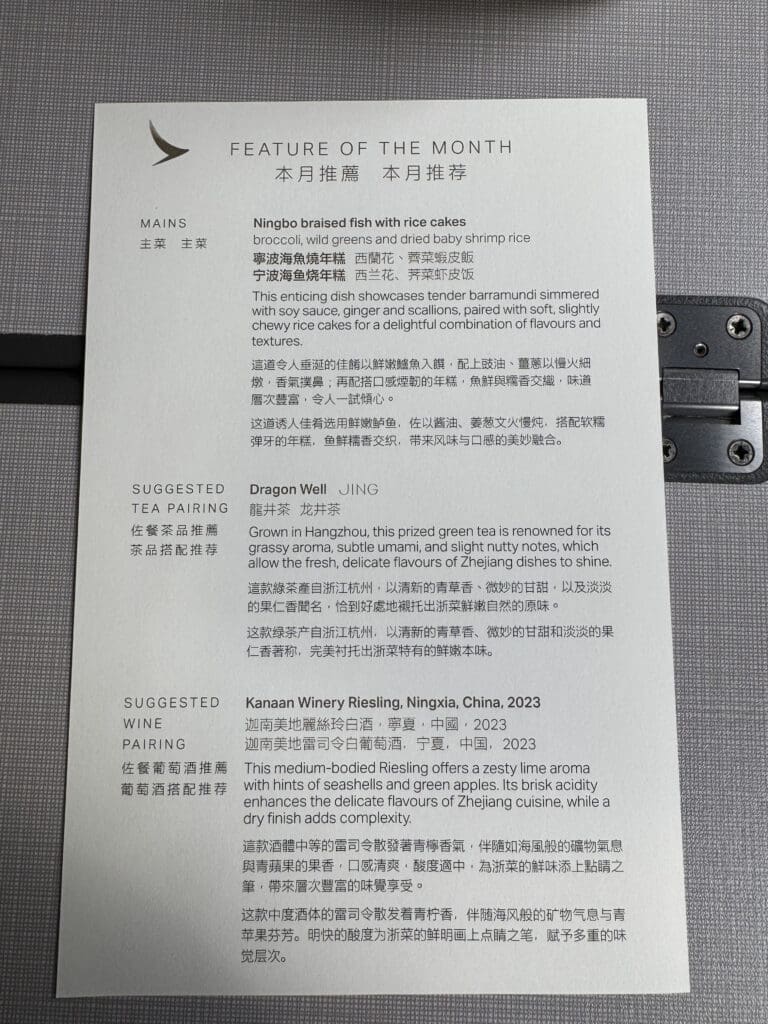 FEATURE OF THE MONTH
本月推薦 本月推荐
MAINS
主菜 主菜
Ningbo braised fish with rice cakes
broccoli, wild greens and dried baby shrimp rice
寧波海魚燒年糕 西蘭花、薺菜蝦皮飯
宁波海鱼烧年糕 西兰花、荠菜虾皮饭
This enticing dish showcases tender barramundi simmered
with soy sauce, ginger and scallions, paired with soft, slightly
chewy rice cakes for a delightful combination of flavours and
textures.
這道令人垂涎的佳餚以鮮嫩鱸魚入饌，配上豉油、薑蔥以慢火細
燉，香氣撲鼻；再配搭口感煙韌的年糕，魚鮮與糯香交織，味道
層次豐富，令人一試傾心。
这道诱人佳肴选用鲜嫩鲈鱼，佐以酱油、姜葱文火慢炖，搭配软糯
弹牙的年糕，鱼鲜糯香交织，带来风味与口感的美妙融合。
SUGGESTED
TEA PAIRING
佐餐茶品推薦
茶品搭配推荐
Dragon Well JING
龍井茶 龙井茶
Grown in Hangzhou, this prized green tea is renowned for its
grassy aroma, subtle umami, and slight nutty notes, which
allow the fresh, delicate flavours of Zhejiang dishes to shine.
這款綠茶產自浙江杭州，以清新的青草香、微妙的甘甜，以及淡淡
的果仁香聞名，恰到好處地襯托出浙菜鮮嫩自然的原味。
这款绿茶产自浙江杭州，以清新的青草香、微妙的甘甜和淡淡的果
仁香著称，完美衬托出浙菜特有的鲜嫩本味。
SUGGESTED
WINE
PAIRING
佐餐葡萄酒推薦
葡萄酒搭配推荐
Kanaan Winery Riesling, Ningxia, China, 2023
迦南美地麗絲玲白酒，寧夏，中國，2023
迦南美地雷司令白葡萄酒，宁夏，中国，2023
This medium-bodied Riesling offers a zesty lime aroma
with hints of seashells and green apples. Its brisk acidity
enhances the delicate flavours of Zhejiang cuisine, while a
dry finish adds complexity.
這款酒體中等的雷司令散發著青檸香氣，伴隨如海風般的礦物氣息
與青蘋果的果香，口感清爽，酸度適中，為浙菜的鮮味添上點睛之
筆，帶來層次豐富的味覺享受。
这款中度酒体的雷司令散发着青柠香，伴随海风般的矿物气息与青
苹果芬芳。明快的酸度为浙菜的鲜明画上点睛之笔，赋予多重的味
觉层次。